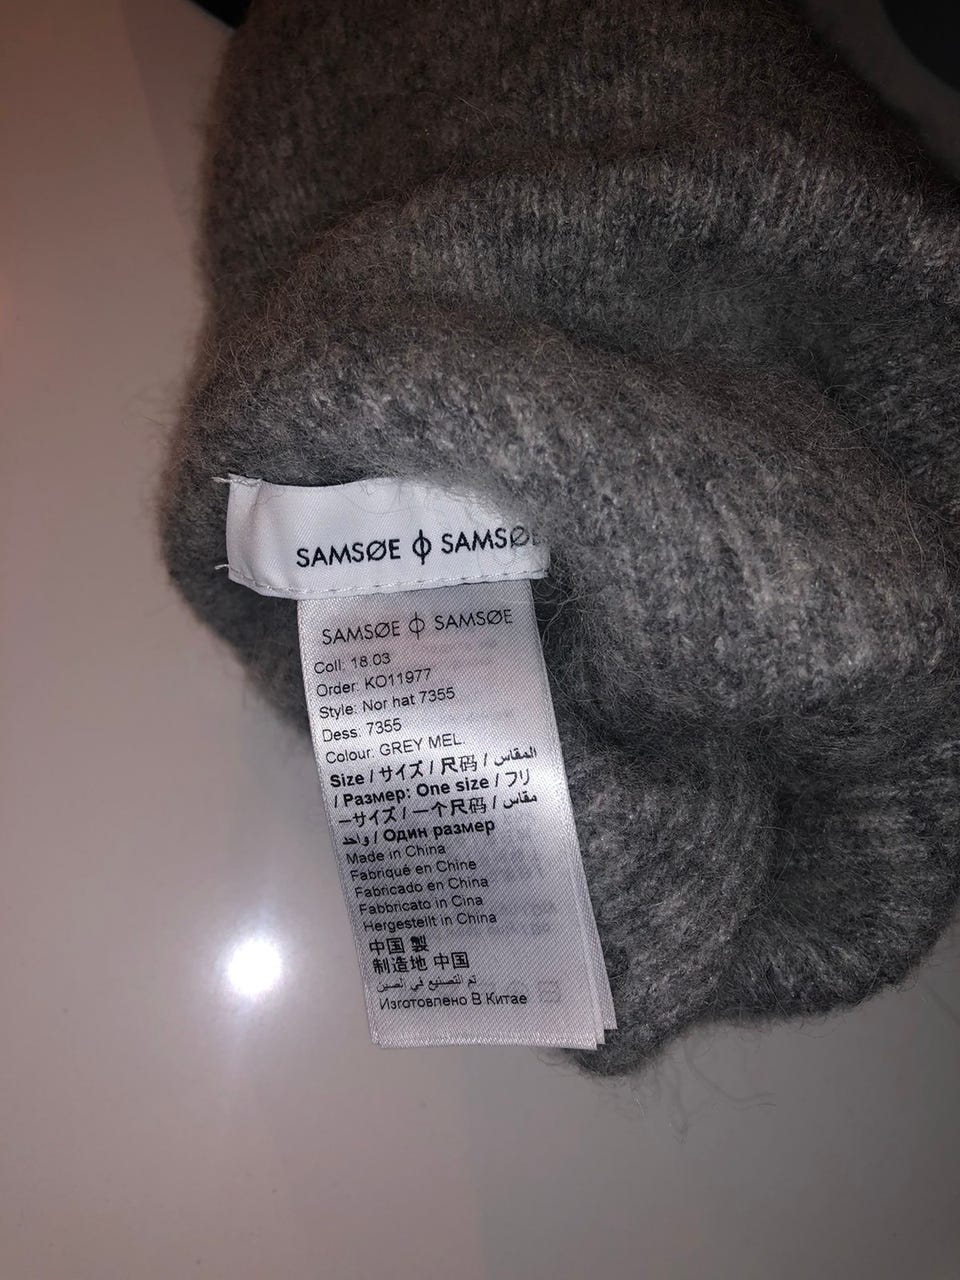 SAMSØE ϕ SAMSØE
SAMSØE ϕ SAMSØE
Coll: 18.03
Order: KO11977
Style: Nor hat 7355
Dess: 7355
Colour: GREY MEL.
Size / サイズ / 尺码 / المقاس
/ Размер: One size / フリ
ーサイズ / 一个尺码 / مقاس
واحد / Один размер
Made in China
Fabriqué en Chine
Fabricado en China
Fabbricato in Cina
Hergestellt in China
中国 製
制造地 中国
تم التصنيع في الصين
Изготовлено В Китае